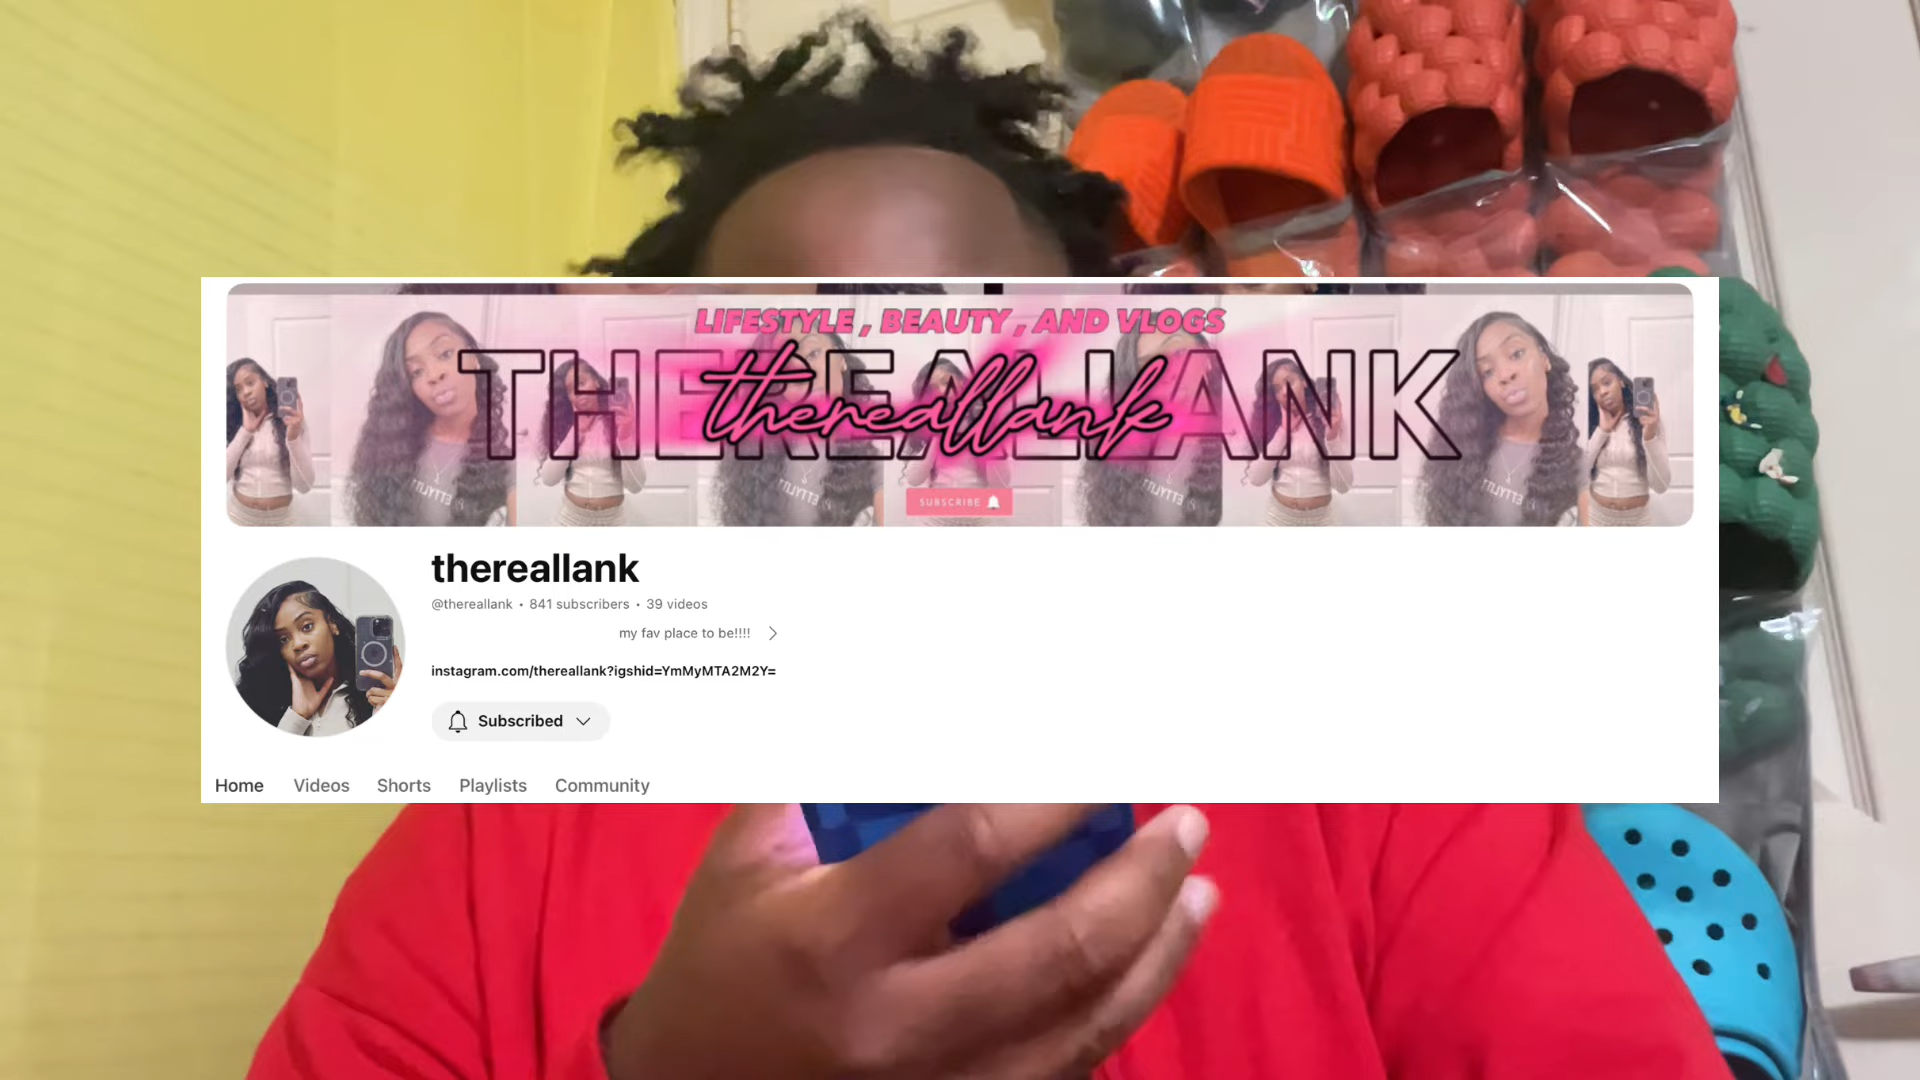 LIFESTYLE , BEAUTY , AND VLOGS
THEREALLANK
thereallank
SUBSCRIBE
thereallank
@thereallank • 841 subscribers • 39 videos
my fav place to be!!!!
instagram.com/thereallank?igshid=YmMyMTA2M2Y=
Subscribed
Home Videos Shorts Playlists Community